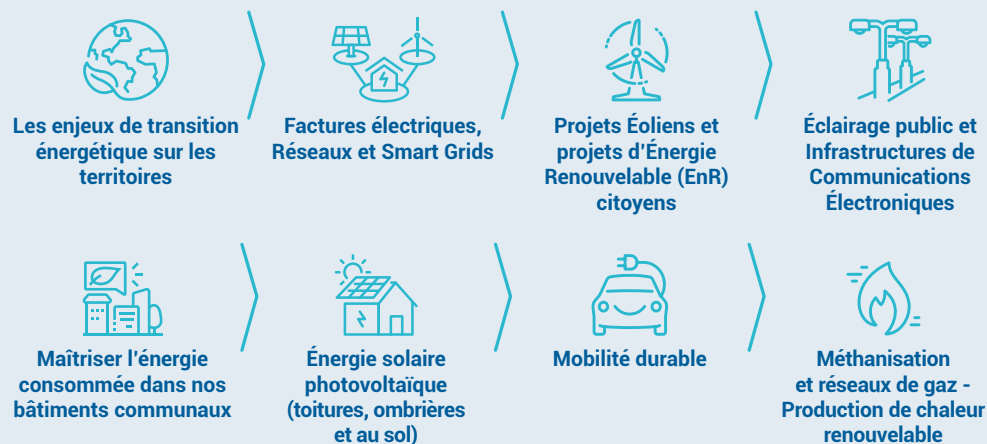 Les enjeux de transition
énergétique sur les
territoires
Factures électriques,
Réseaux et Smart Grids
Projets Éoliens et
projets d'Énergie
Renouvelable (EnR)
citoyens
Éclairage public et
Infrastructures de
Communications
Électroniques
Maîtriser l'énergie
consommée dans nos
bâtiments communaux
Énergie solaire
photovoltaïque
(toitures, ombrières
et au sol)
Mobilité durable
Méthanisation
et réseaux de gaz -
Production de chaleur
renouvelable